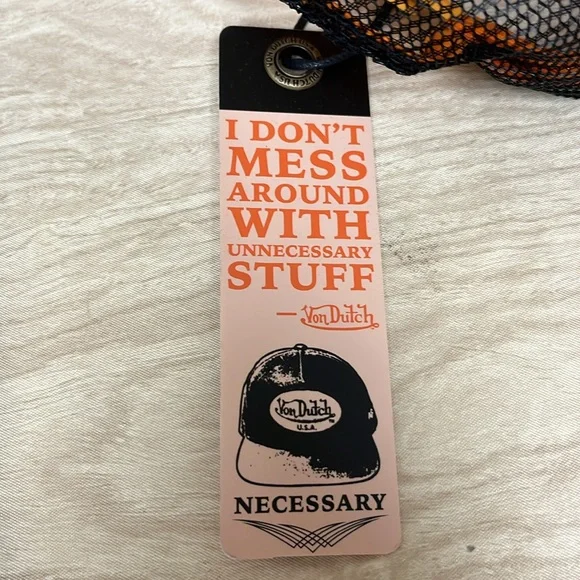 I DON'T
MESS
AROUND
WITH
UNNECESSARY
STUFF
— Von Dutch
Von Dutch
U.S.A.
NECESSARY